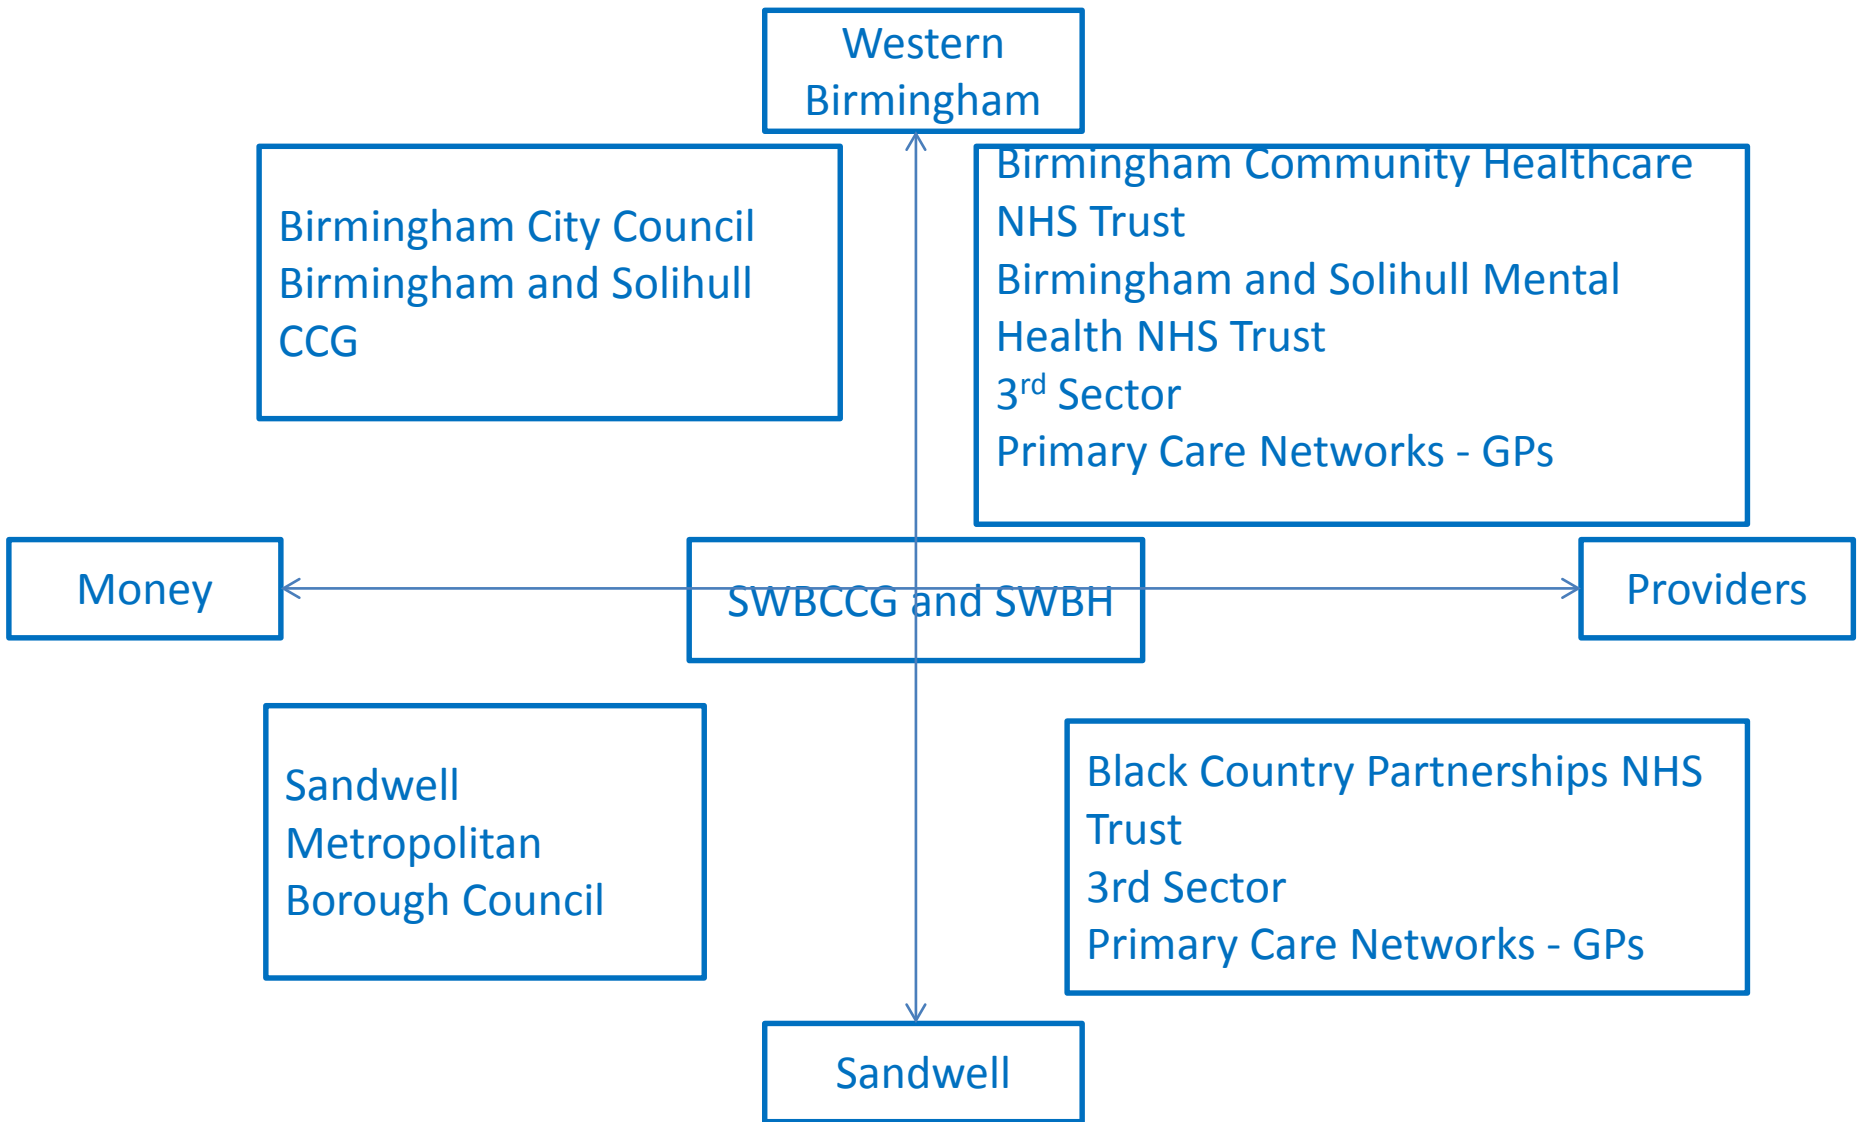 Western
Birmingham
Birmingham City Council
Birmingham and Solihull
CCG
Birmingham Community Healthcare
NHS Trust
Birmingham and Solihull Mental
Health NHS Trust
3rd Sector
Primary Care Networks - GPs
Money
SWBCCG and SWBH
Providers
Sandwell
Metropolitan
Borough Council
Black Country Partnerships NHS
Trust
3rd Sector
Primary Care Networks - GPs
Sandwell